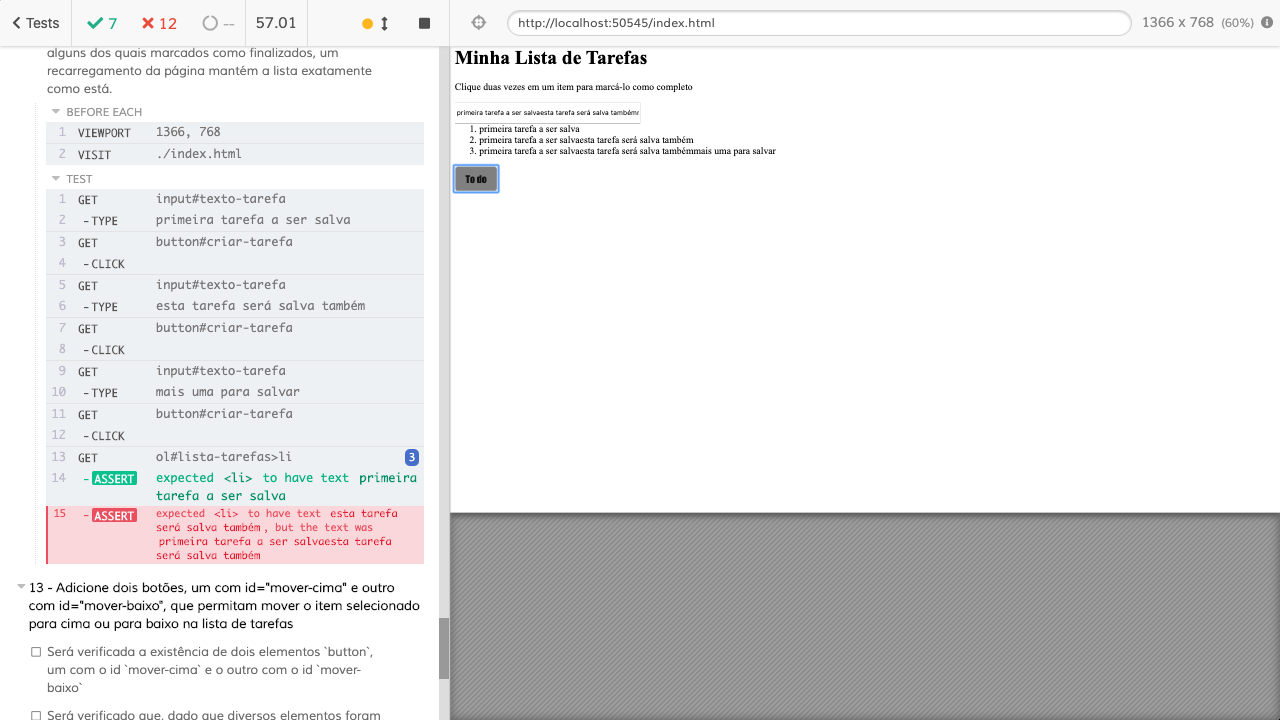 Tests 7 12 -- 57.01
http://localhost:50545/index.html 1366 x 768 (60%)
alguns dos quais marcados como finalizados, um
recarregamento da página mantém a lista exatamente
como está.
BEFORE EACH
1 VIEWPORT 1366, 768
2 VISIT ./index.html
TEST
1 GET input#texto-tarefa
2 -TYPE primeira tarefa a ser salva
3 GET button#criar-tarefa
4 -CLICK
5 GET input#texto-tarefa
6 -TYPE esta tarefa será salva também
7 GET button#criar-tarefa
8 -CLICK
9 GET input#texto-tarefa
10 -TYPE mais uma para salvar
11 GET button#criar-tarefa
12 -CLICK
13 GET ol#lista-tarefas>li 3
14 -ASSERT expected <li> to have text primeira
tarefa a ser salva
15 -ASSERT expected <li> to have text esta tarefa
será salva também, but the text was
primeira tarefa a ser salvaesta tarefa
será salva também
13 - Adicione dois botões, um com id="mover-cima" e outro
com id="mover-baixo", que permitam mover o item selecionado
para cima ou para baixo na lista de tarefas
Será verificada a existência de dois elementos `button`,
um com o id `mover-cima` e o outro com o id `mover-
baixo`
Será verificado que, dado que diversos elementos foram
Minha Lista de Tarefas
Clique duas vezes em um item para marcá-lo como completo
primeira tarefa a ser salvaesta tarefa será salva também
1. primeira tarefa a ser salva
2. primeira tarefa a ser salvaesta tarefa será salva também
3. primeira tarefa a ser salvaesta tarefa será salva tambémmais uma para salvar
To do